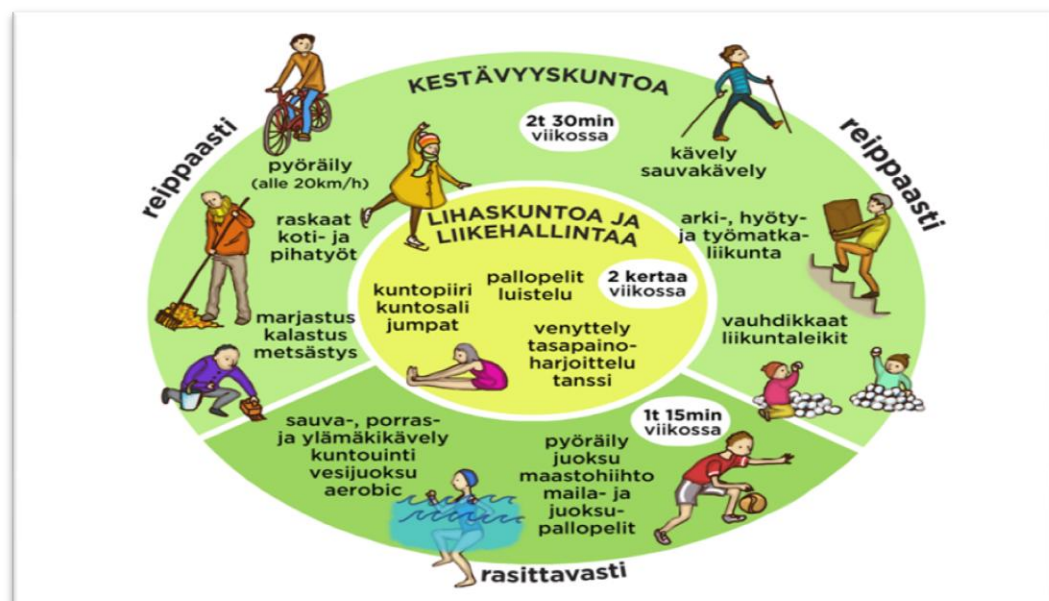 KESTÄVYYSKUNTOA
2t 30min
viikossa
reippaasti
reippaasti
pyöräily
(alle 20km/h)
kävely
sauvakävely
raskaat
koti- ja
pihatyöt
arki-, hyöty-
ja työmatka-
liikunta
marjastus
kalastus
metsästys
vauhdikkaat
liikuntaleikit
LIHASKUNTOA JA
LIIKEHALLINTAA
2 kertaa
viikossa
kuntopiiri
kuntosali
jumpat
pallopelit
luistelu
venyttely
tasapaino-
harjoittelu
tanssi
1t 15min
viikossa
sauva-, porras-
ja ylämäkikävely
kuntouinti
vesijuoksu
aerobic
pyöräily
juoksu
maastohiihto
maila- ja
juoksu-
pallopelit
rasittavasti